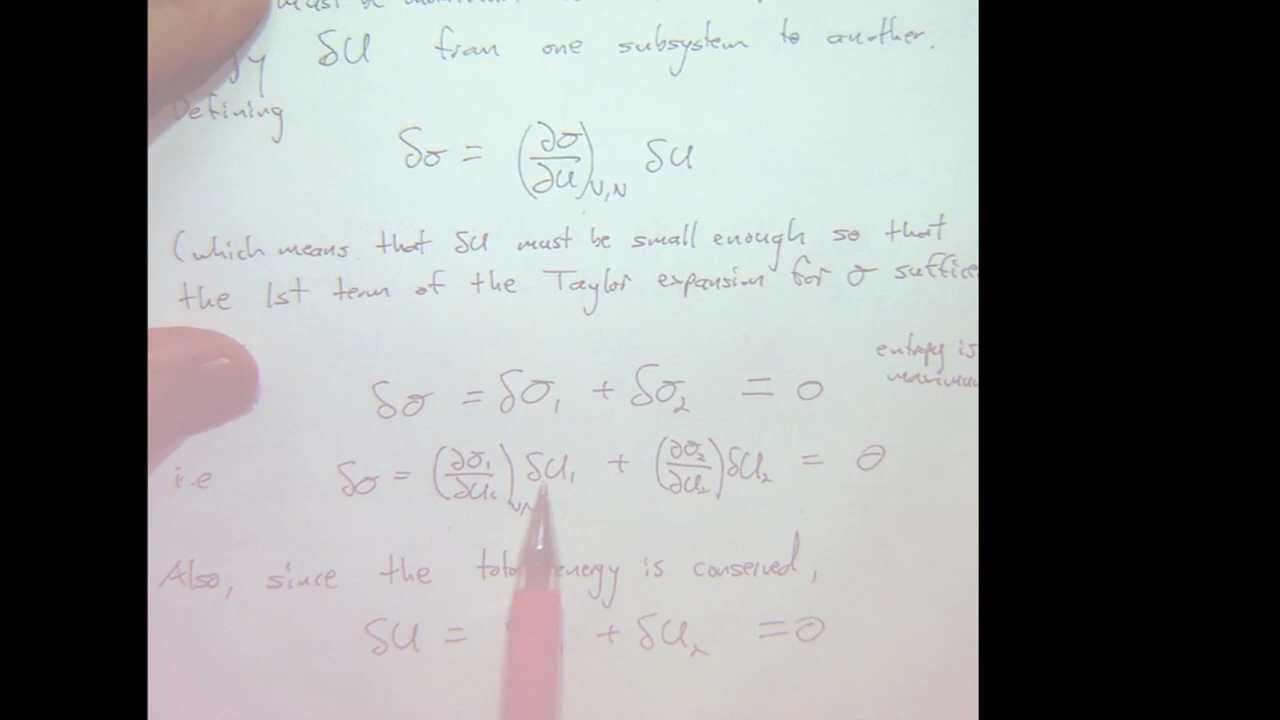 δU from one subsystem to another.
Defining
δσ = (∂σ/∂U)_{U,N} δU
(which means that δU must be small enough so that
the 1st term of the Taylor expansion for σ suffice
entropy is
δσ = δσ₁ + δσ₂ = 0
i.e δσ = (∂σ₁/∂U₁)_{U,N} δU₁ + (∂σ₂/∂U₂) δU₂ = 0
Also, since the total energy is conserved,
δU = + δU₂ = 0